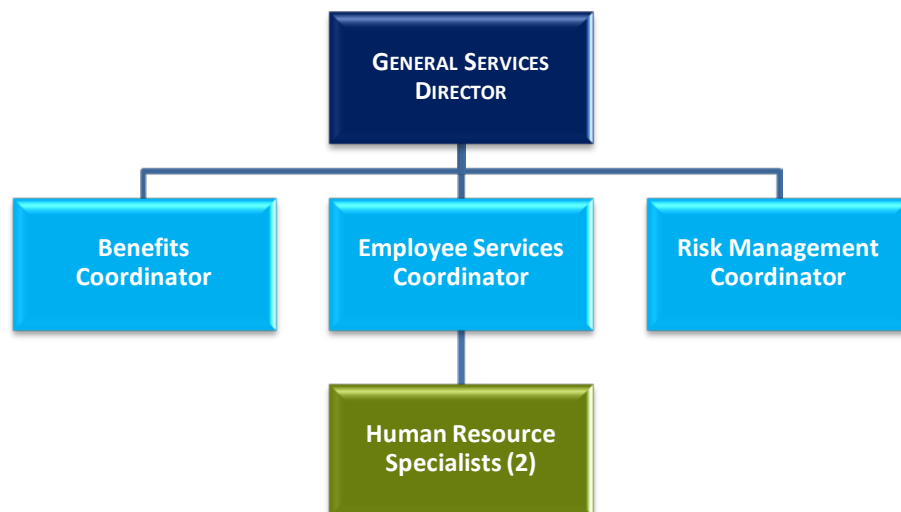 GENERAL SERVICES
DIRECTOR
Benefits
Coordinator
Employee Services
Coordinator
Risk Management
Coordinator
Human Resource
Specialists (2)